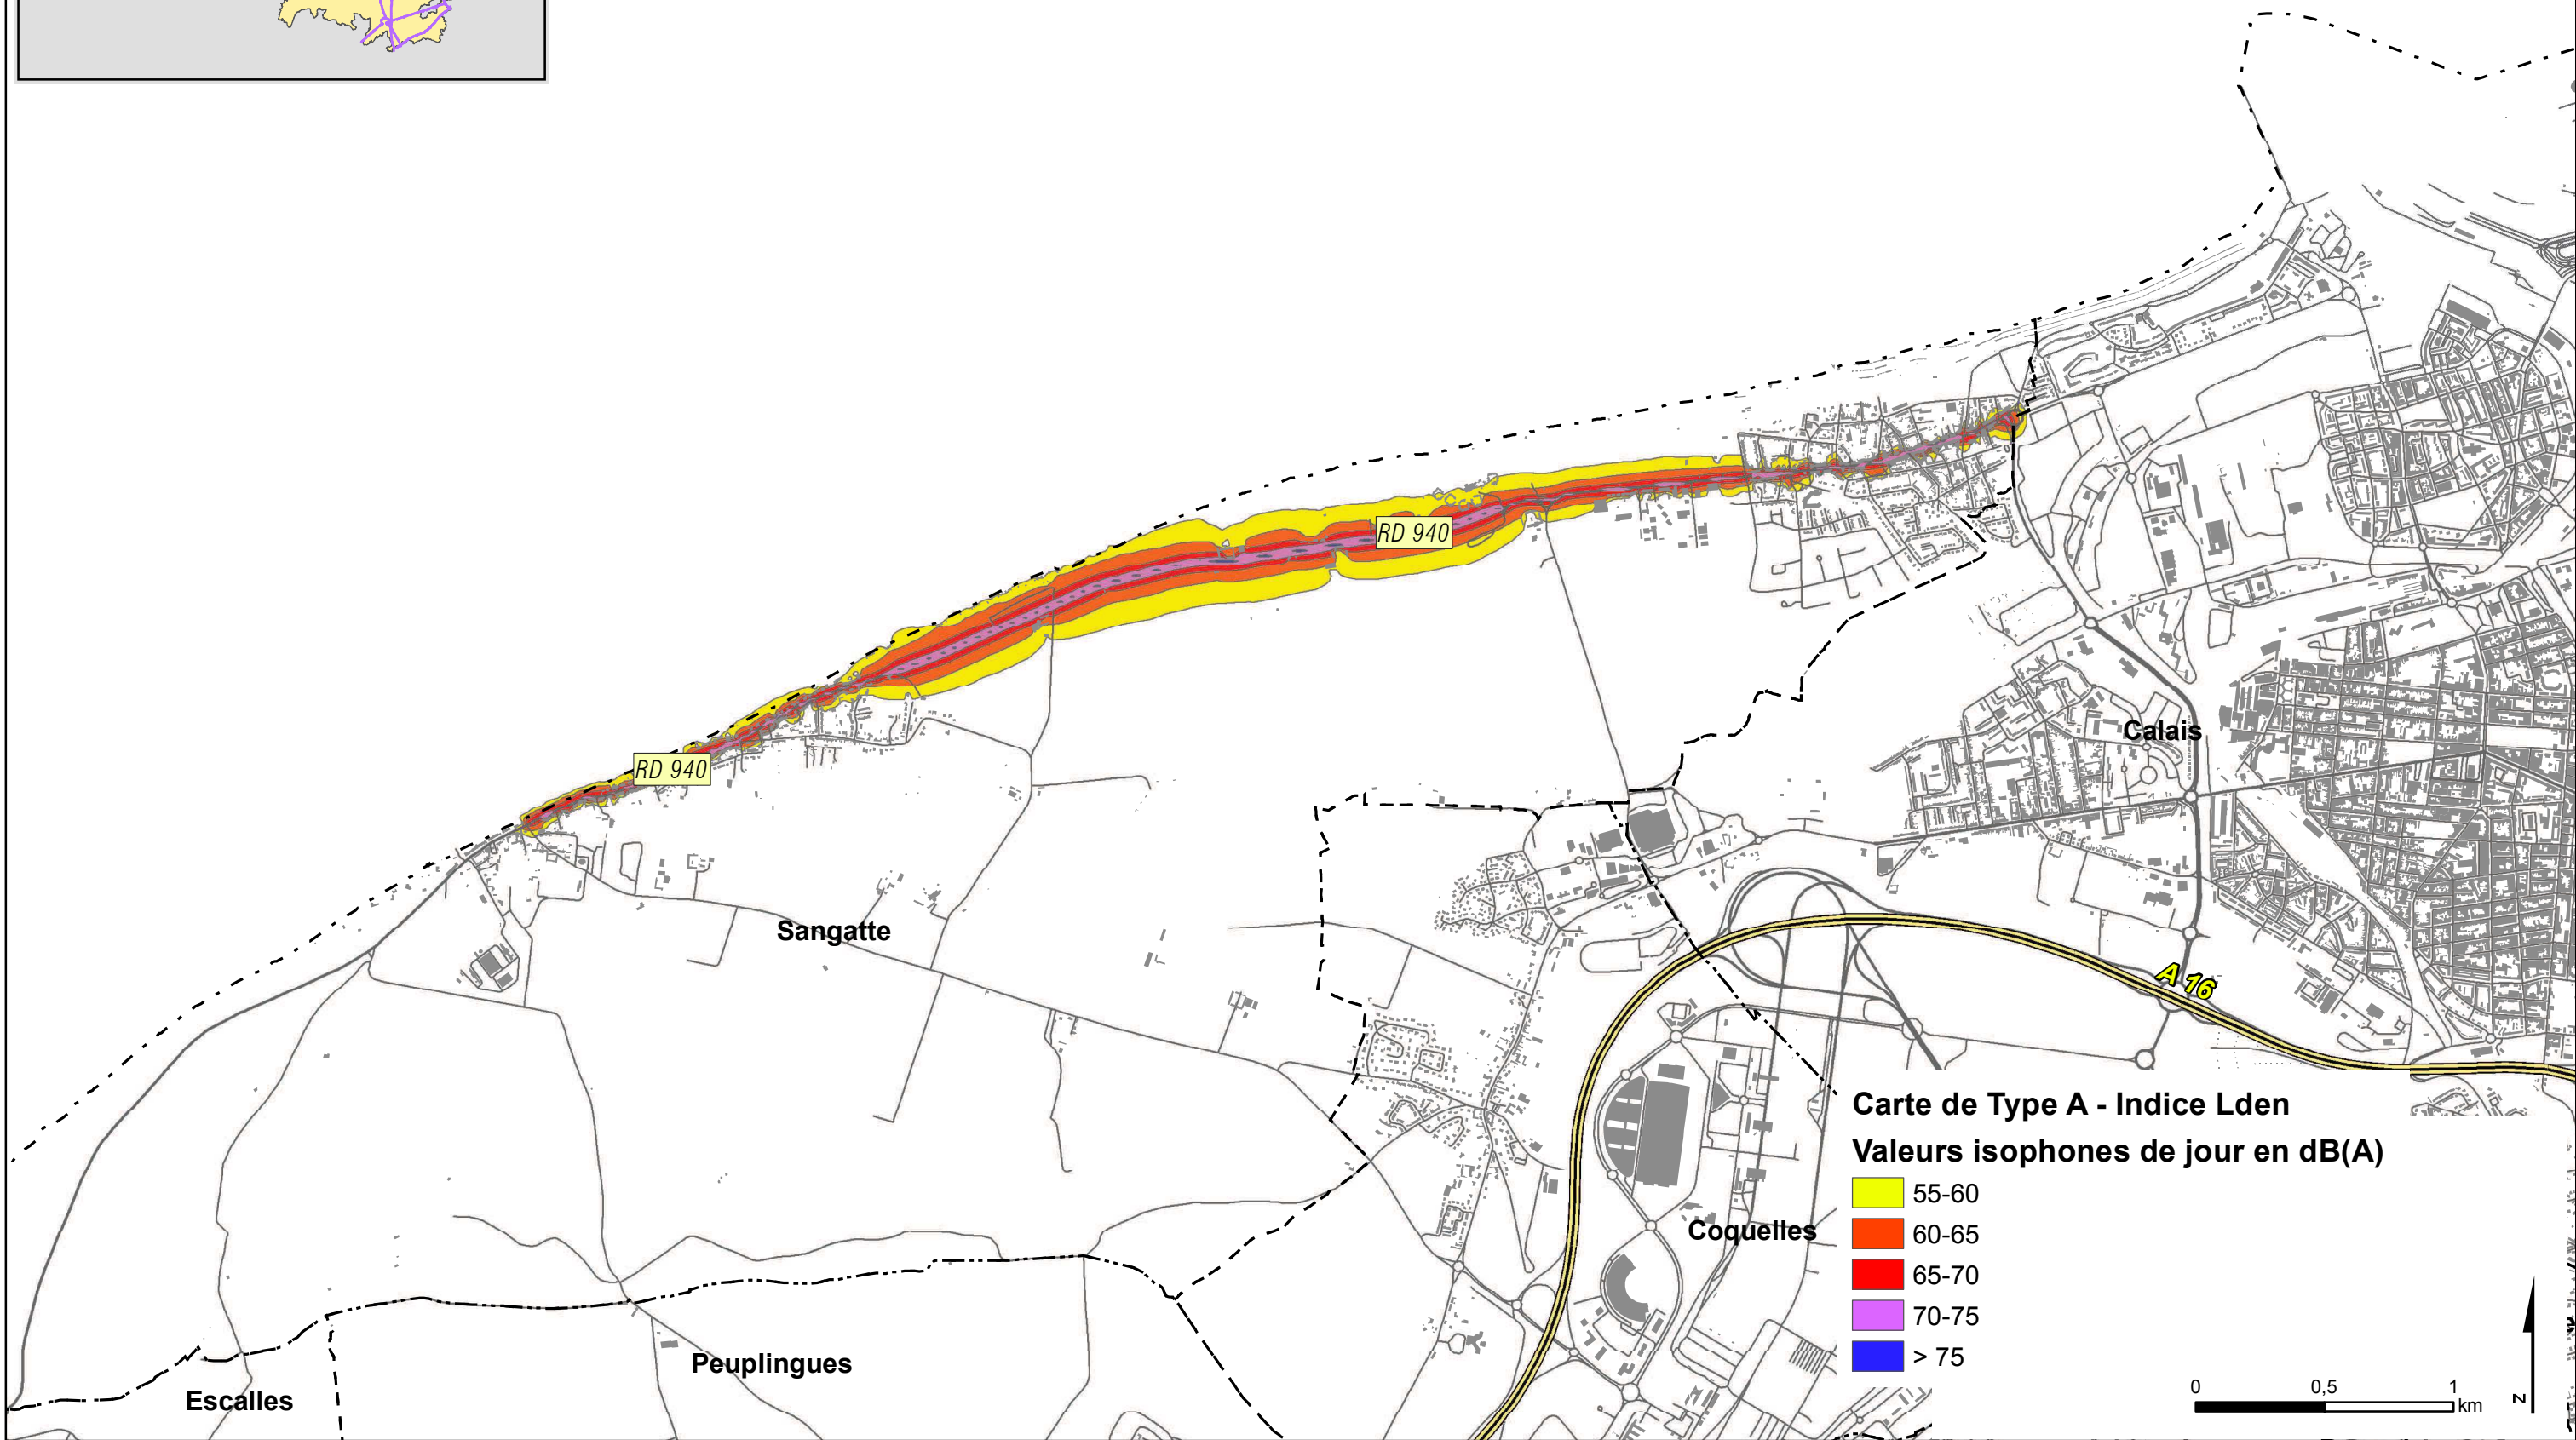 RD 940
RD 940
Calais
Sangatte
A 16
Carte de Type A - Indice Lden
Valeurs isophones de jour en dB(A)
55-60
60-65
65-70
70-75
> 75
Coquelles
Peuplingues
Escalles
0 0,5 1
km
N